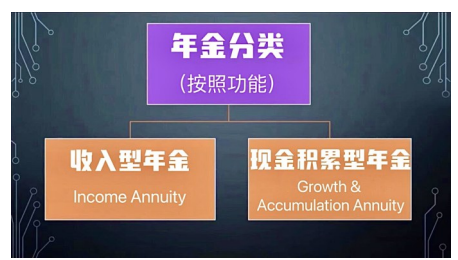 年金分类
（按照功能）
收入型年金
Income Annuity
现金积累型年金
Growth &
Accumulation Annuity